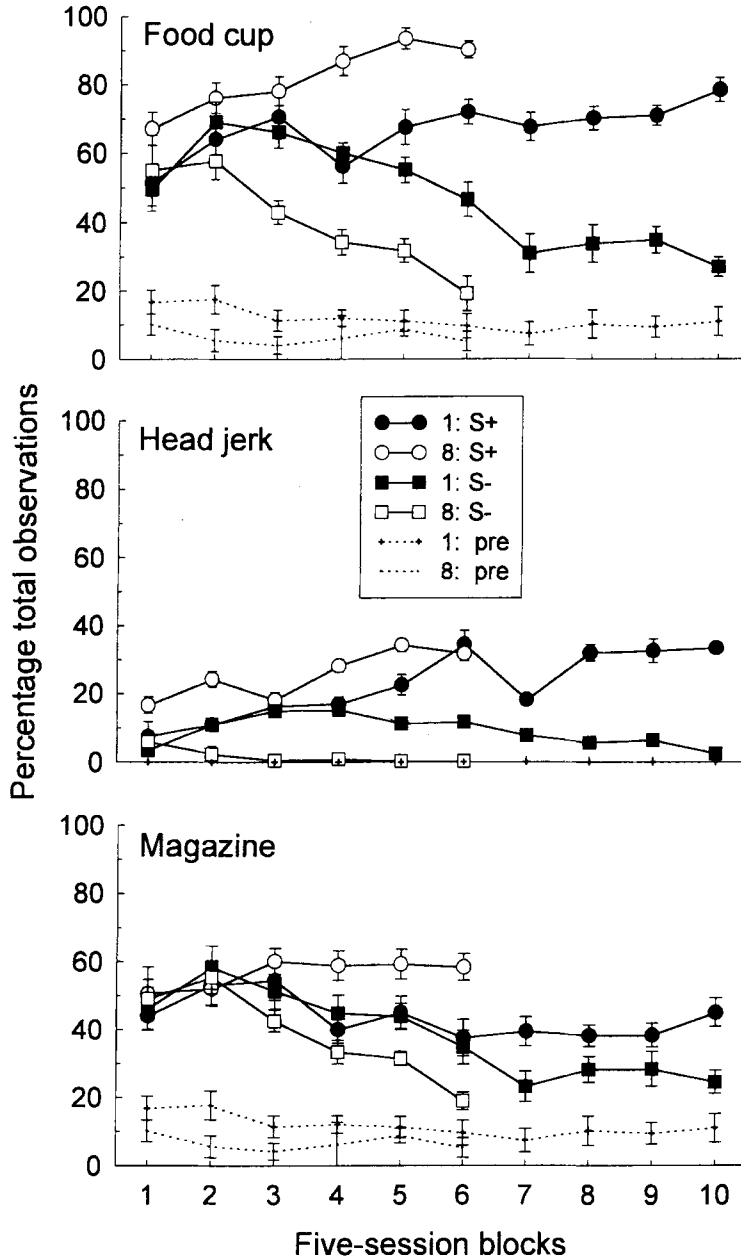 Percentage total observations
Food cup
100
80
60
40
20
0
Head jerk
100
80
60
40
20
0
1: S+
8: S+
1: S-
8: S-
1: pre
8: pre
Magazine
100
80
60
40
20
0
1 2 3 4 5 6 7 8 9 10
Five-session blocks